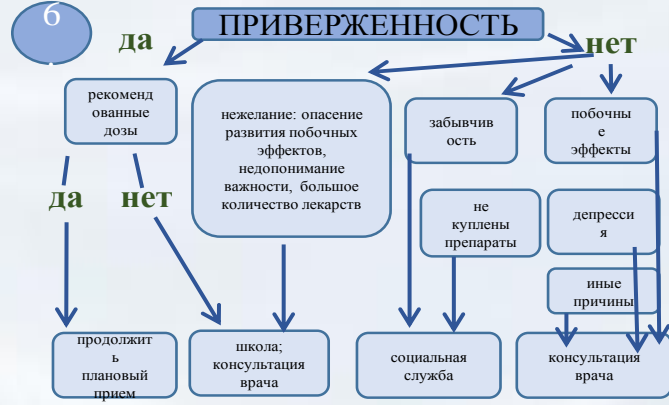 6
ПРИВЕРЖЕННОСТЬ
да
нет
рекоменд
ованные
дозы
нежелание: опасение
развития побочных
эффектов,
недопонимание
важности, большое
количество лекарств
забывчив
ость
побочны
е
эффекты
да
нет
не
куплены
препараты
депресси
я
иные
причины
продолжит
ь
плановый
прием
школа;
консультация
врача
социальная
служба
консультация
врача